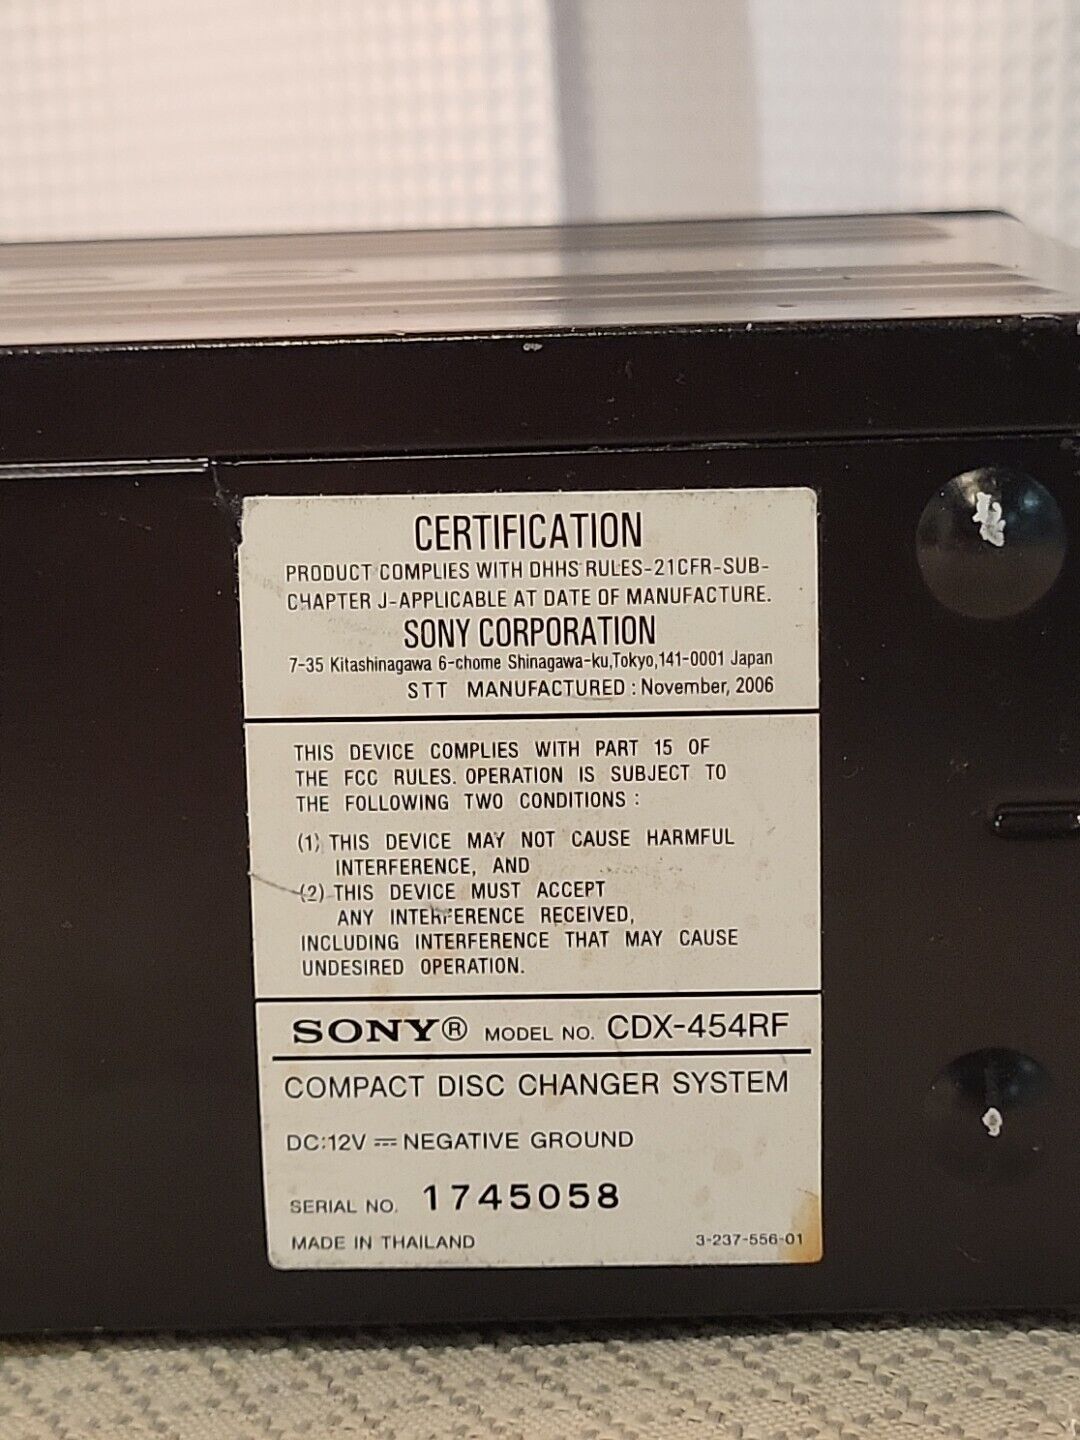 CERTIFICATION
PRODUCT COMPLIES WITH DHHS RULES-21CFR-SUB-
CHAPTER J-APPLICABLE AT DATE OF MANUFACTURE.
SONY CORPORATION
7-35 Kitashinagawa 6-chome Shinagawa-ku,Tokyo,141-0001 Japan
STT MANUFACTURED : November, 2006
THIS DEVICE COMPLIES WITH PART 15 OF
THE FCC RULES. OPERATION IS SUBJECT TO
THE FOLLOWING TWO CONDITIONS :
(1) THIS DEVICE MAY NOT CAUSE HARMFUL
INTERFERENCE, AND
(2) THIS DEVICE MUST ACCEPT
ANY INTERFERENCE RECEIVED,
INCLUDING INTERFERENCE THAT MAY CAUSE
UNDESIRED OPERATION.
SONY® MODEL NO. CDX-454RF
COMPACT DISC CHANGER SYSTEM
DC:12V ⎓ NEGATIVE GROUND
SERIAL NO. 1745058
MADE IN THAILAND 3-237-556-01